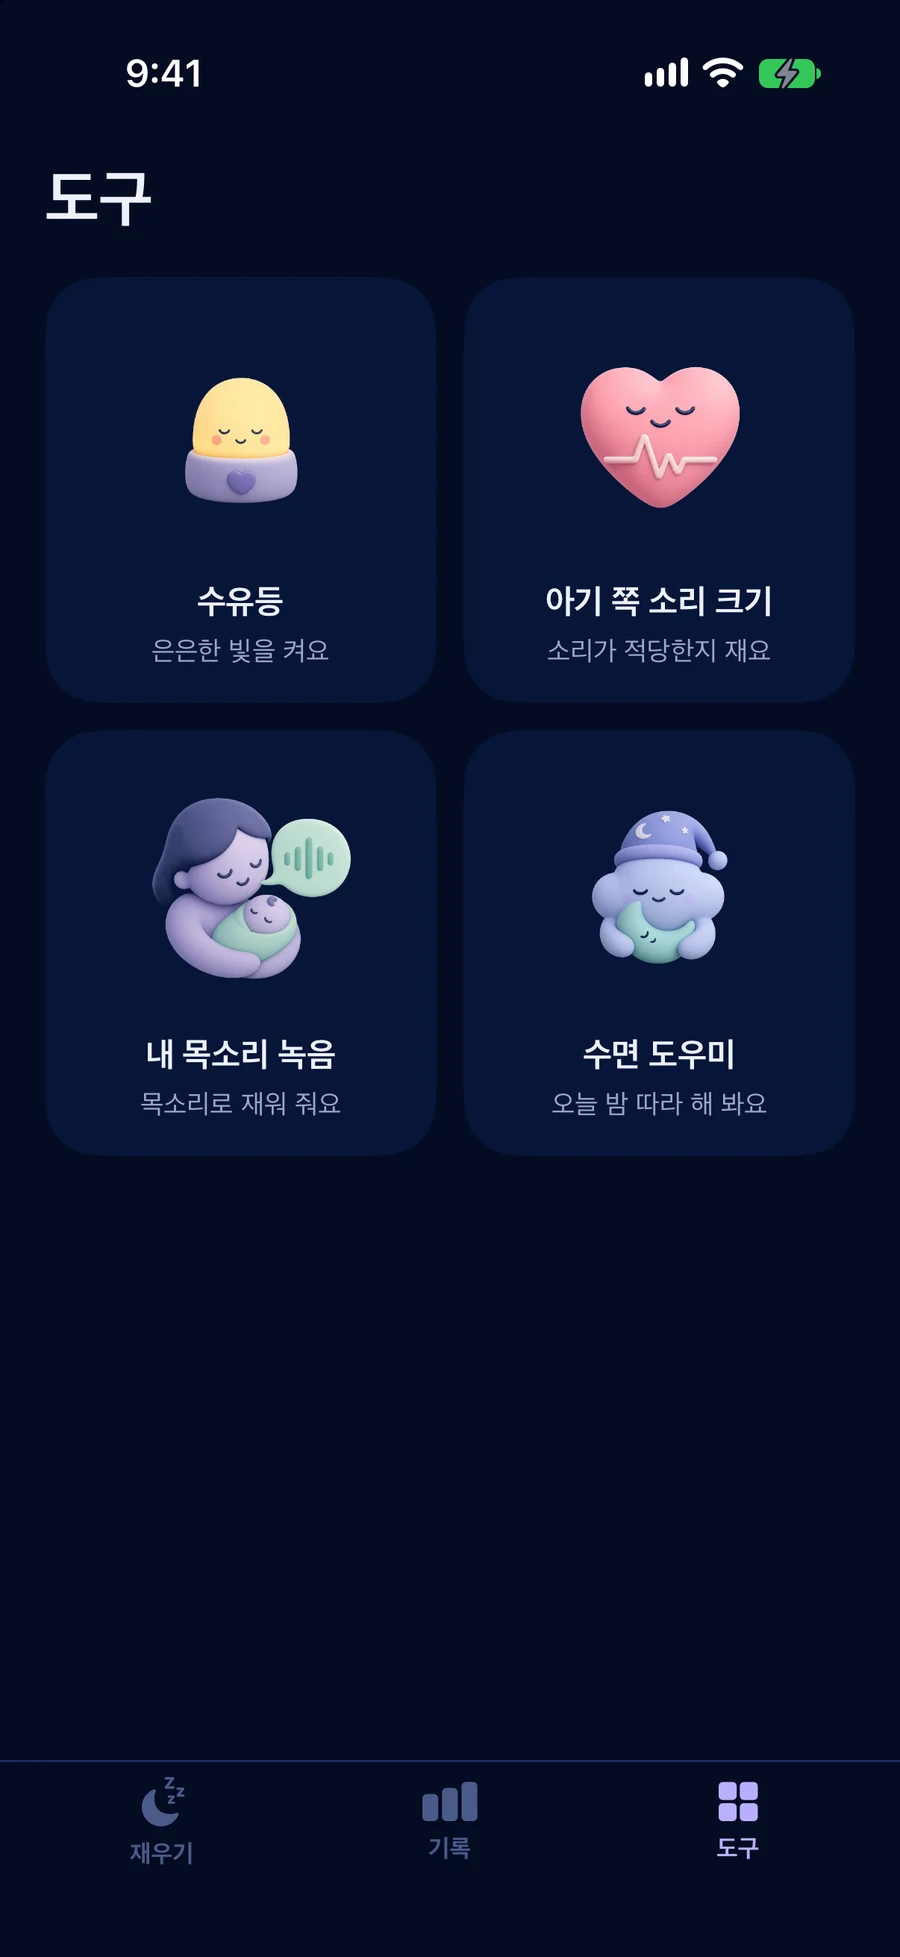 9:41
도구
수유등
은은한 빛을 켜요
아기 쪽 소리 크기
소리가 적당한지 재요
내 목소리 녹음
목소리로 재워 줘요
수면 도우미
오늘 밤 따라 해 봐요
z
z
z
재우기
기록
도구